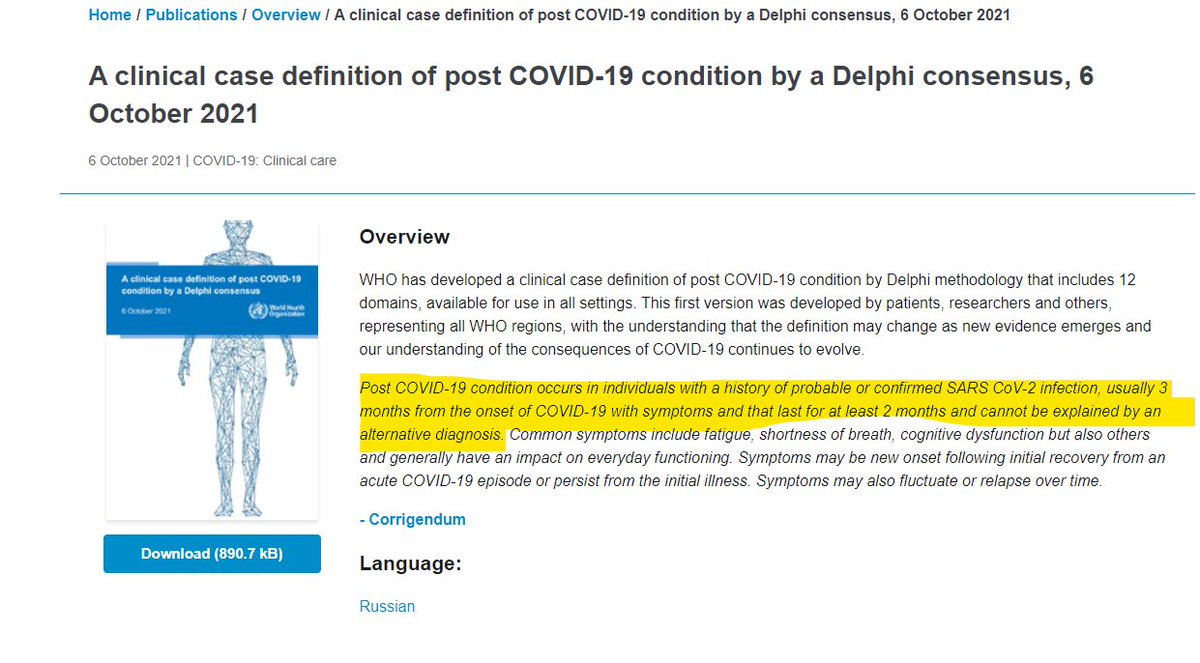 Home / Publications / Overview / A clinical case definition of post COVID-19 condition by a Delphi consensus, 6 October 2021
A clinical case definition of post COVID-19 condition by a Delphi consensus, 6
October 2021
6 October 2021 | COVID-19: Clinical care
A clinical case definition of post COVID-19
condition by a Delphi consensus
6 October 2021
World Health
Organization
Download (890.7 kB)
Overview
WHO has developed a clinical case definition of post COVID-19 condition by Delphi methodology that includes 12
domains, available for use in all settings. This first version was developed by patients, researchers and others,
representing all WHO regions, with the understanding that the definition may change as new evidence emerges and
our understanding of the consequences of COVID-19 continues to evolve.
Post COVID-19 condition occurs in individuals with a history of probable or confirmed SARS CoV-2 infection, usually 3
months from the onset of COVID-19 with symptoms and that last for at least 2 months and cannot be explained by an
alternative diagnosis. Common symptoms include fatigue, shortness of breath, cognitive dysfunction but also others
and generally have an impact on everyday functioning. Symptoms may be new onset following initial recovery from an
acute COVID-19 episode or persist from the initial illness. Symptoms may also fluctuate or relapse over time.
- Corrigendum
Language:
Russian